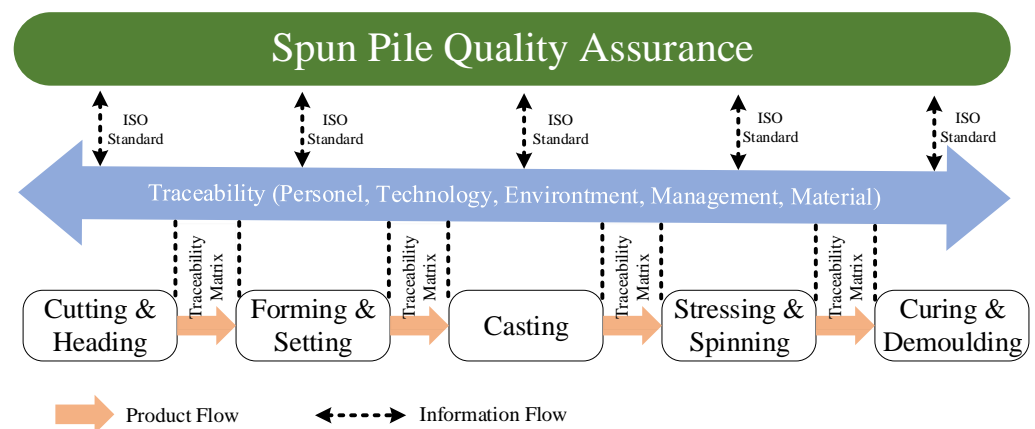 Spun Pile Quality Assurance
ISO
Standard
ISO
Standard
ISO
Standard
ISO
Standard
ISO
Standard
Traceability (Personel, Technology, Environtment, Management, Material)
Traceability
Matrix
Traceability
Matrix
Traceability
Matrix
Traceability
Matrix
Cutting &
Heading
Forming &
Setting
Casting
Stressing &
Spinning
Curing &
Demoulding
Product Flow
Information Flow